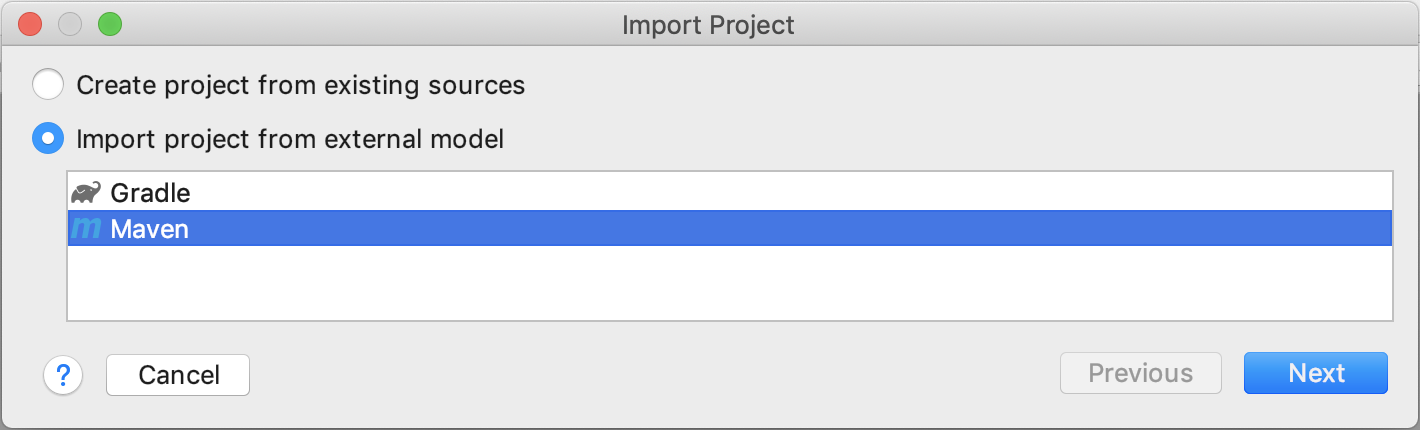 Import Project
Create project from existing sources
Import project from external model
Gradle
m Maven
? Cancel Previous Next